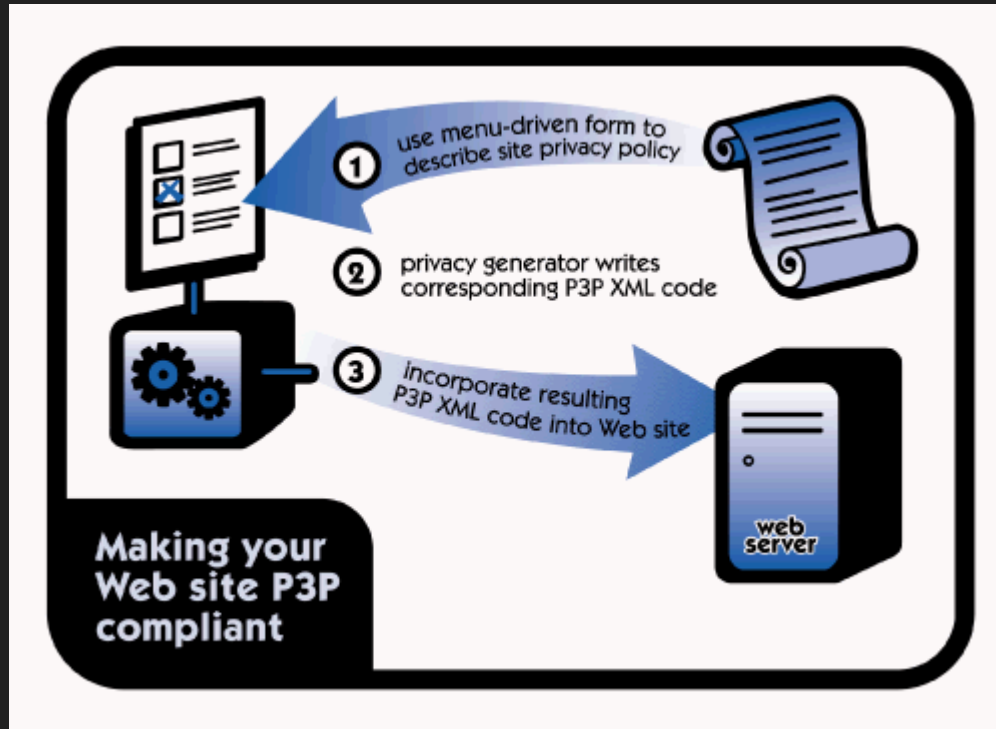 1 use menu-driven form to
describe site privacy policy
2 privacy generator writes
corresponding P3P XML code
3 incorporate resulting
P3P XML code into Web site
web
server
Making your
Web site P3P
compliant